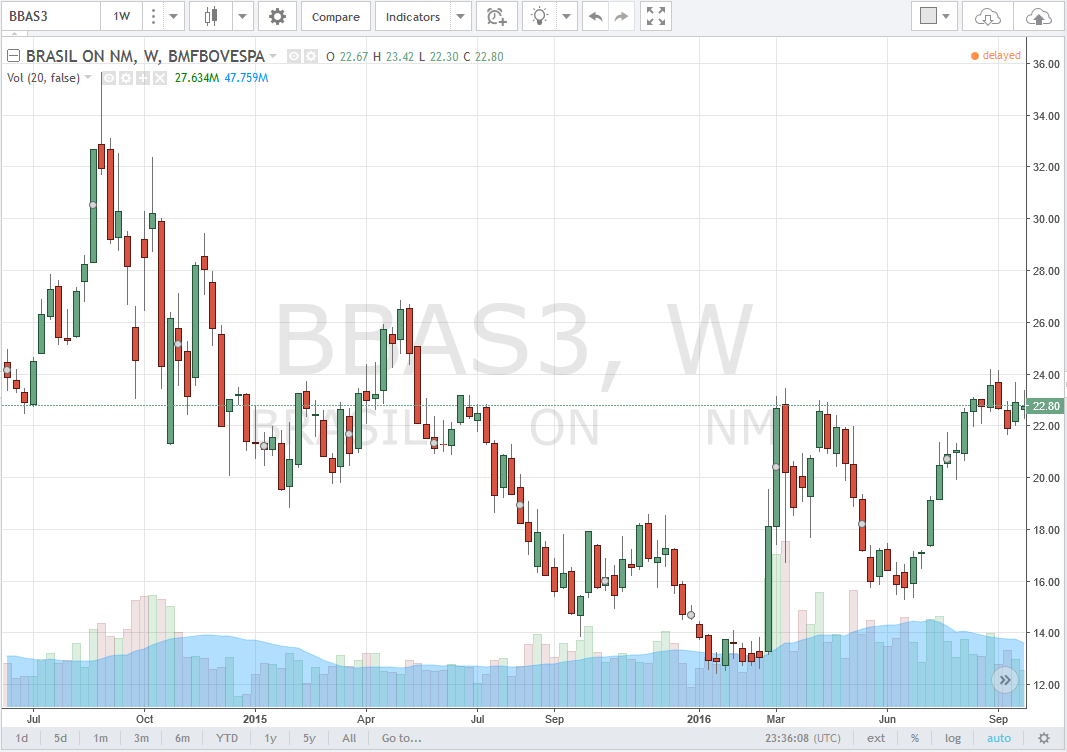 BBAS3 1W Compare Indicators
BRASIL ON NM, W, BMFBOVESPA O 22.67 H 23.42 L 22.30 C 22.80
delayed
Vol (20, false) 27.634M 47.759M
36.00
34.00
32.00
30.00
28.00
26.00
24.00
22.80
22.00
20.00
18.00
16.00
14.00
12.00
BBAS3, W
BRASIL ON NM
Jul Oct 2015 Apr Jul Sep 2016 Mar Jun Sep
1d 5d 1m 3m 6m YTD 1y 5y All Go to... 23:36:08 (UTC) ext % log auto